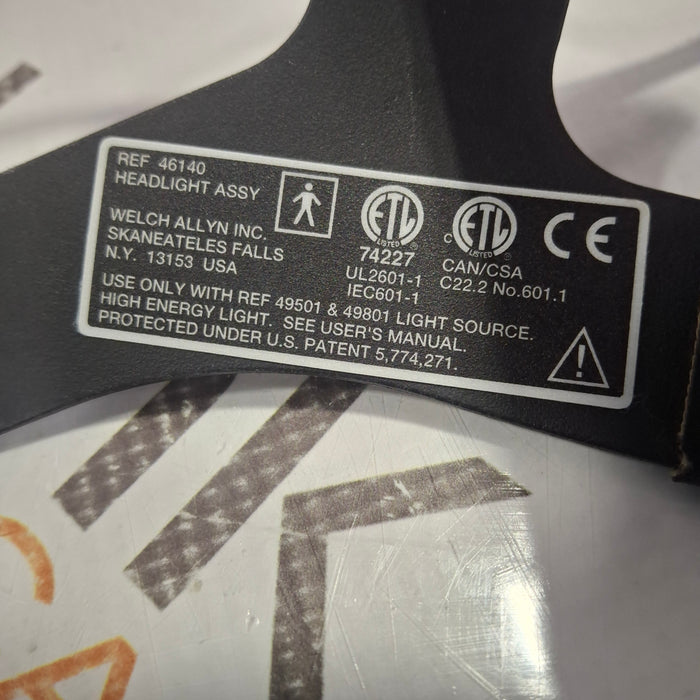 REF 46140
HEADLIGHT ASSY
WELCH ALLYN INC.
SKANEATELES FALLS
N.Y. 13153 USA
ETL
LISTED
74227
UL2601-1
IEC601-1
C ETL
LISTED
CAN/CSA
C22.2 No.601.1
CE
USE ONLY WITH REF 49501 & 49801 LIGHT SOURCE.
HIGH ENERGY LIGHT. SEE USER'S MANUAL.
PROTECTED UNDER U.S. PATENT 5,774,271.
!